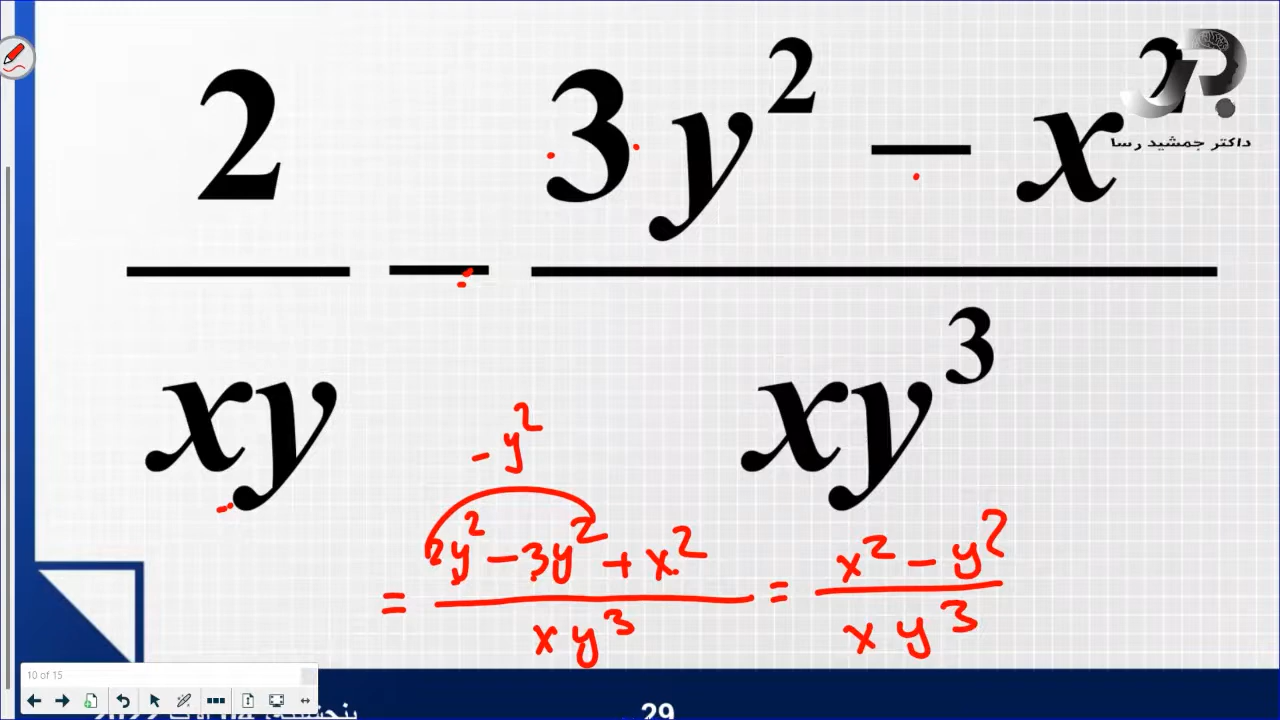 داکتر جمشید رسا
2/xy − (3y² − x²)/(xy³)
−y²
= (2y² − 3y² + x²)/(xy³) = (x² − y²)/(xy³)
10 of 15
29